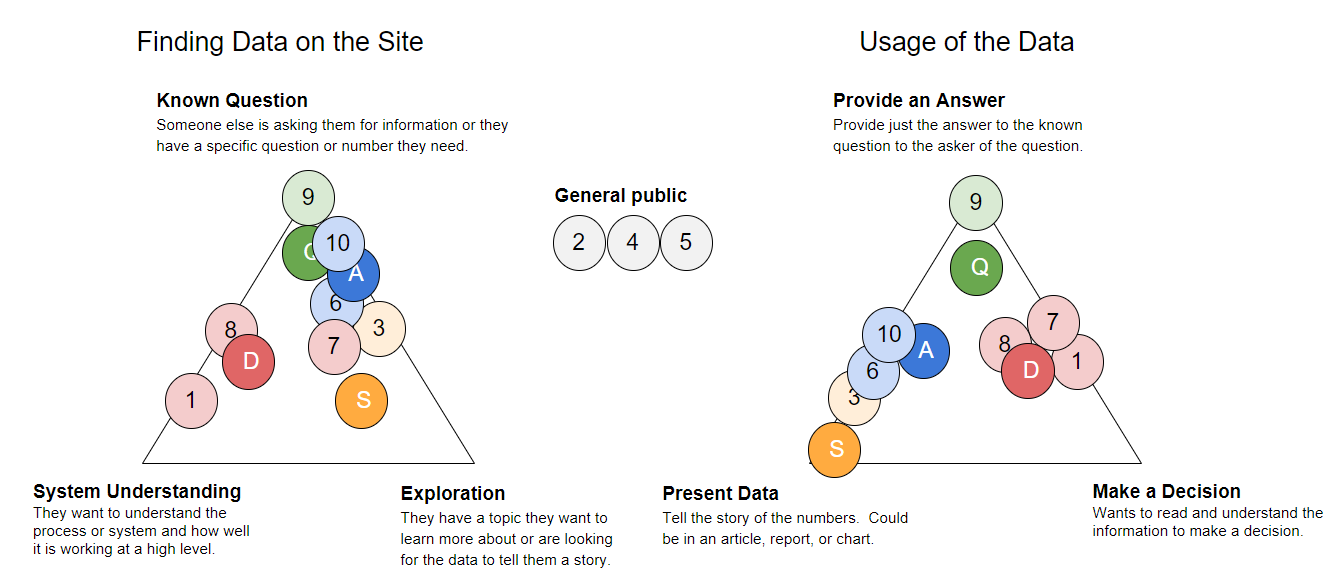 Finding Data on the Site
Usage of the Data
Known Question
Someone else is asking them for information or they
have a specific question or number they need.
Provide an Answer
Provide just the answer to the known
question to the asker of the question.
General public
2 4 5
9
Q
10
A
6
3
7
8
D
1
S
9
Q
10
A
6
3
S
7
8
D
1
System Understanding
They want to understand the
process or system and how well
it is working at a high level.
Exploration
They have a topic they want to
learn more about or are looking
for the data to tell them a story.
Present Data
Tell the story of the numbers.  Could
be in an article, report, or chart.
Make a Decision
Wants to read and understand the
information to make a decision.